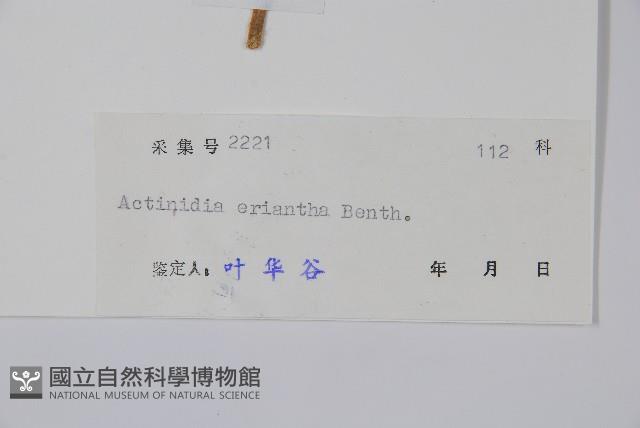 采集号 2221 112 科
Actinidia eriantha Benth.
鉴定人: 叶华谷 年 月 日
國立自然科學博物館
NATIONAL MUSEUM OF NATURAL SCIENCE